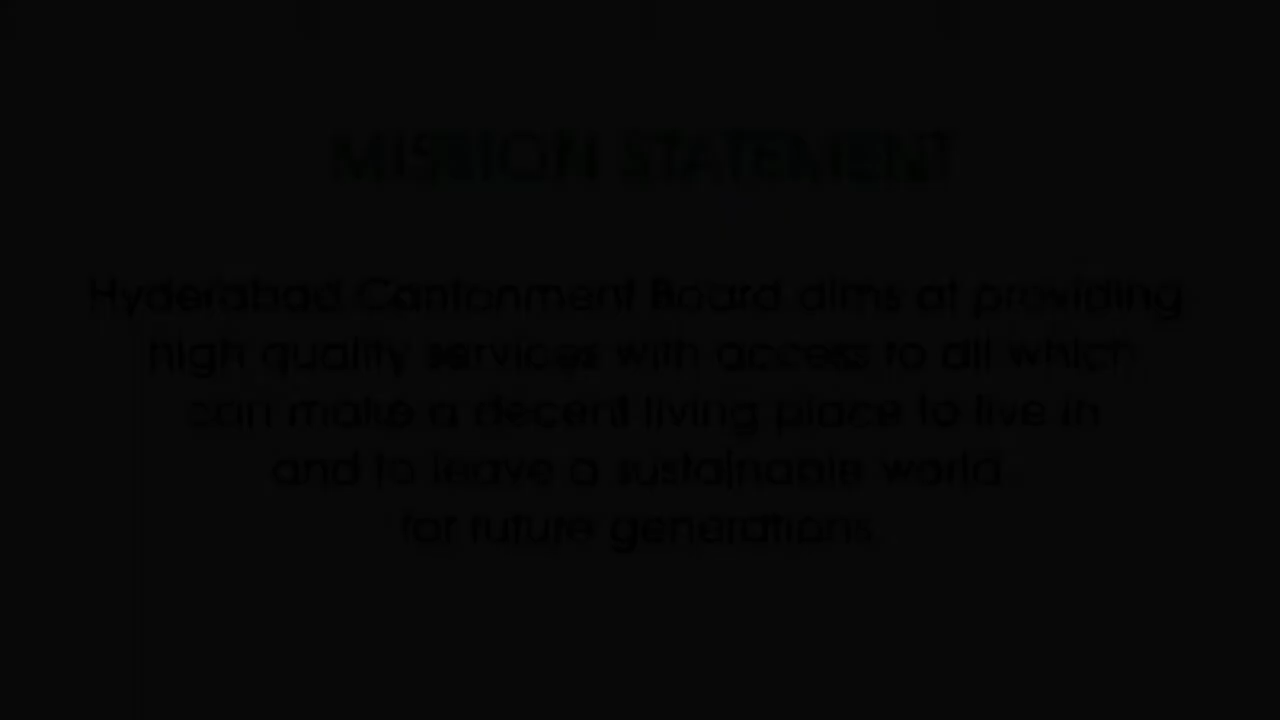 MISSION STATEMENT
Hyderabad Cantonment Board aims at providing
high quality services with access to all which
can make a decent living place to live in
and to leave a sustainable world
for future generations.